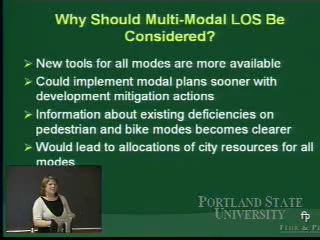 Why Should Multi-Modal LOS Be
Considered?
New tools for all modes are more available
Could implement modal plans sooner with
development mitigation actions
Information about existing deficiencies on
pedestrian and bike modes becomes clearer
Would lead to allocations of city resources for all
modes
PORTLAND STATE
UNIVERSITY
fp